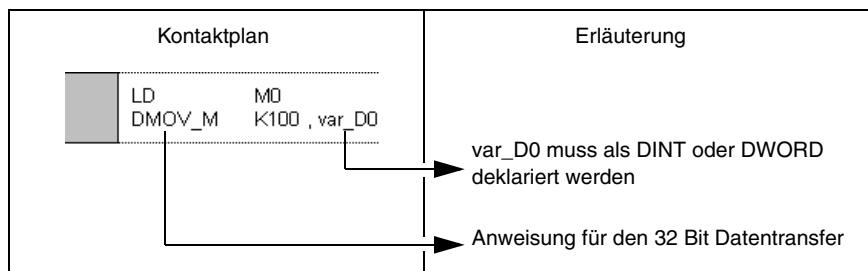 Kontaktplan
Erläuterung
LD M0
DMOV_M K100 , var_D0
var_D0 muss als DINT oder DWORD
deklariert werden
Anweisung für den 32 Bit Datentransfer